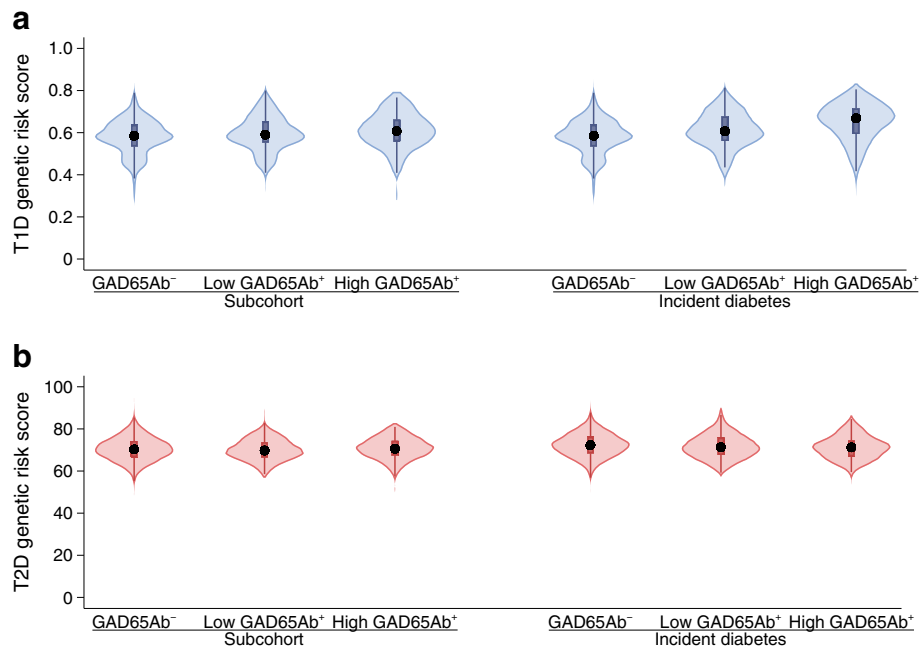 a
T1D genetic risk score
1.0
0.8
0.6
0.4
0.2
0
GAD65Ab⁻ Low GAD65Ab⁺ High GAD65Ab⁺ GAD65Ab⁻ Low GAD65Ab⁺ High GAD65Ab⁺
Subcohort Incident diabetes
b
T2D genetic risk score
100
80
60
40
20
0
GAD65Ab⁻ Low GAD65Ab⁺ High GAD65Ab⁺ GAD65Ab⁻ Low GAD65Ab⁺ High GAD65Ab⁺
Subcohort Incident diabetes